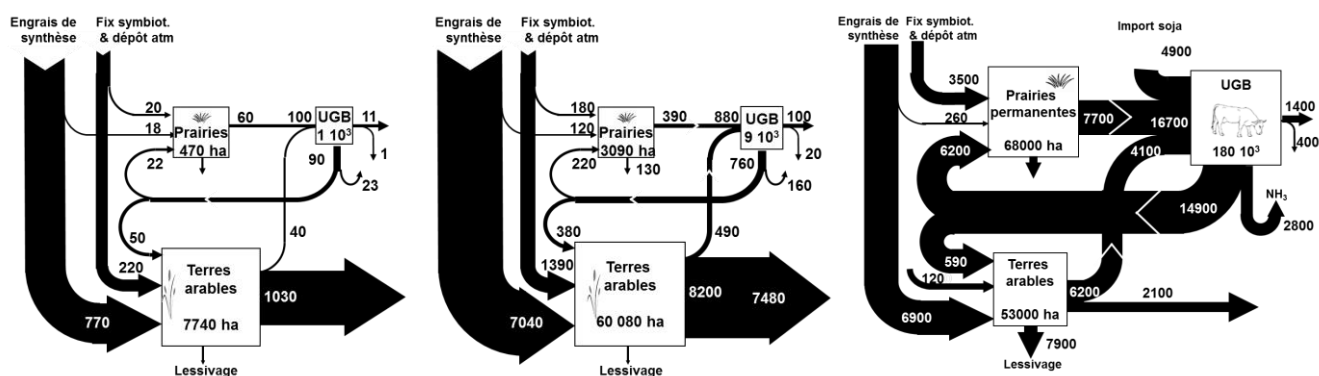 Engrais de
synthèse
Fix symbiot.
& dépôt atm
20
18
22
Prairies
470 ha
60
100
UGB
1 10³
11
1
90
23
50
40
220
770
Terres
arables
7740 ha
1030
Lessivage
Engrais de
synthèse
Fix symbiot.
& dépôt atm
180
120
220
Prairies
3090 ha
130
390
880
UGB
9 10³
100
20
760
160
380
490
1390
7040
Terres
arables
60 080 ha
8200
7480
Lessivage
Engrais de
synthèse
Fix symbiot.
& dépôt atm
Import soja
4900
3500
260
6200
Prairies
permanentes
68000 ha
7700
16700
4100
UGB
180 10³
1400
400
NH₃
2800
14900
590
120
6900
Terres
arables
53000 ha
6200
2100
7900
Lessivage